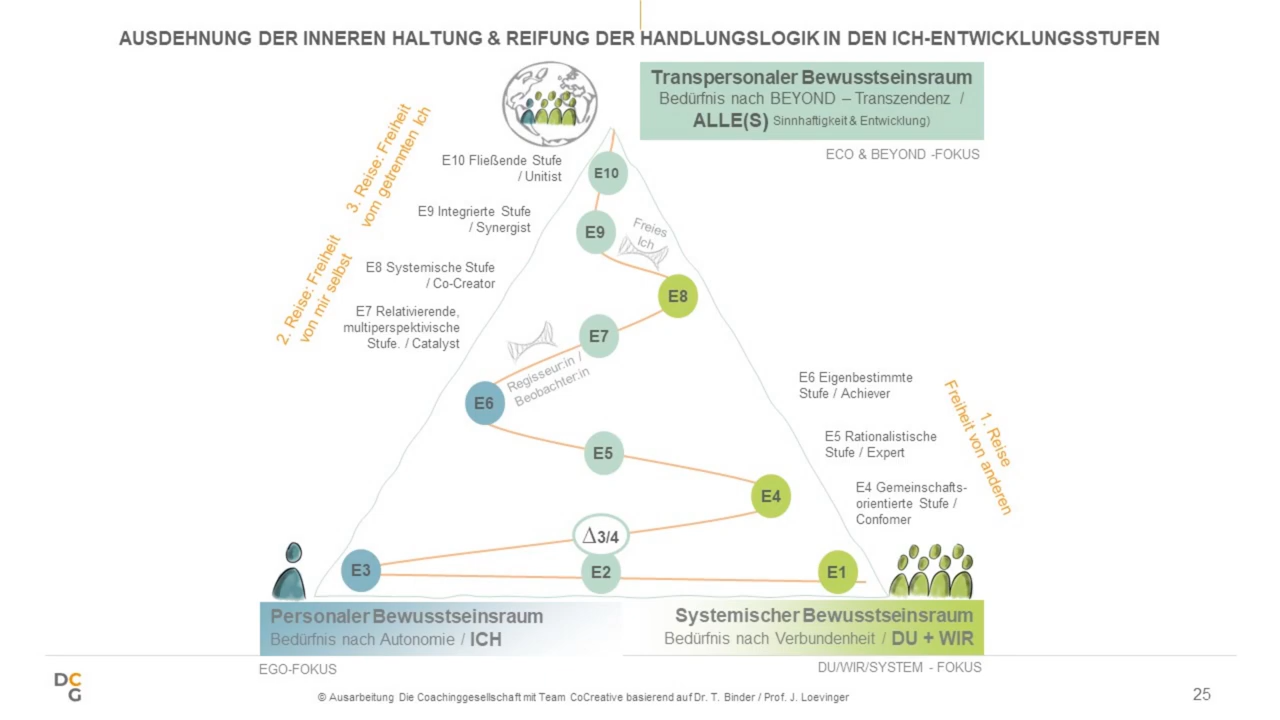 AUSDEHNUNG DER INNEREN HALTUNG & REIFUNG DER HANDLUNGSLOGIK IN DEN ICH-ENTWICKLUNGSSTUFEN
Transpersonaler Bewusstseinsraum
Bedürfnis nach BEYOND – Transzendenz /
ALLE(S) Sinnhaftigkeit & Entwicklung)
ECO & BEYOND -FOKUS
3. Reise: Freiheit
vom getrennten Ich
2. Reise: Freiheit
von mir selbst
E10 Fließende Stufe
/ Unitist
E9 Integrierte Stufe
/ Synergist
E8 Systemische Stufe
/ Co-Creator
E7 Relativierende,
multiperspektivische
Stufe. / Catalyst
E10
E9
Freies
Ich
E8
E7
Regisseur:in /
Beobachter:in
E6
E5
E4
Δ3/4
E3
E2
E1
E6 Eigenbestimmte
Stufe / Achiever
E5 Rationalistische
Stufe / Expert
E4 Gemeinschafts-
orientierte Stufe /
Confomer
1. Reise
Freiheit von anderen
Personaler Bewusstseinsraum
Bedürfnis nach Autonomie / ICH
EGO-FOKUS
Systemischer Bewusstseinsraum
Bedürfnis nach Verbundenheit / DU + WIR
DU/WIR/SYSTEM - FOKUS
DC
G
© Ausarbeitung Die Coachinggesellschaft mit Team CoCreative basierend auf Dr. T. Binder / Prof. J. Loevinger
25